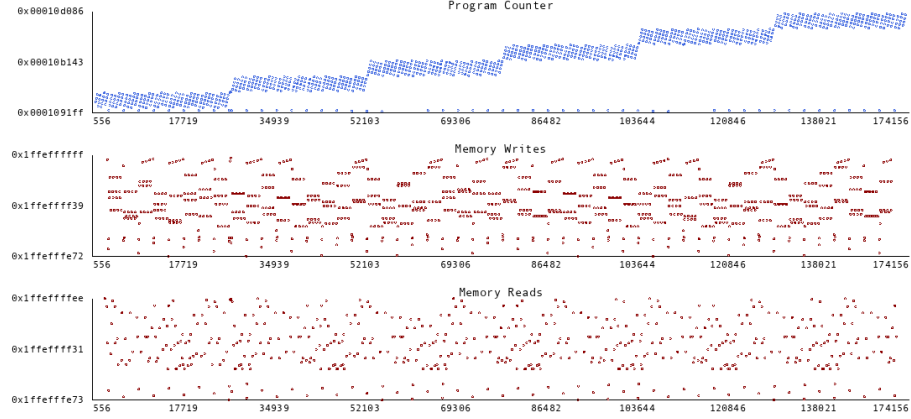 Program Counter
0x00010d086
0x00010b143
0x0001091ff
556 17719 34939 52103 69306 86482 103644 120846 138021 174156
Memory Writes
0x1ffeffffff
0x1ffeffff39
0x1ffefffe72
556 17719 34939 52103 69306 86482 103644 120846 138021 174156
Memory Reads
0x1ffeffffee
0x1ffeffff31
0x1ffefffe73
556 17719 34939 52103 69306 86482 103644 120846 138021 174156